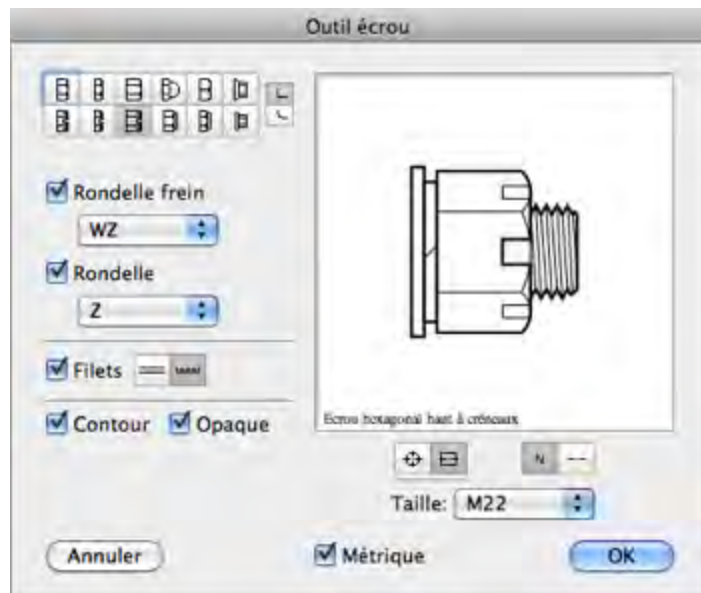 Outil écrou
Rondelle frein
WZ
Rondelle
Z
Filets
Contour
Opaque
Ecrou hexagonal haut à créneaux
N
Taille: M22
Annuler
Métrique
OK